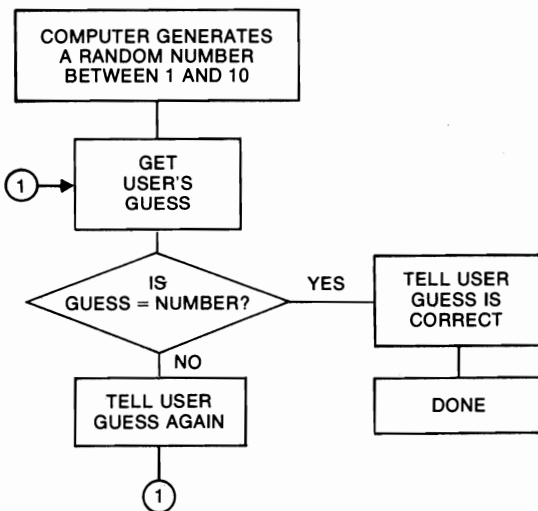 COMPUTER GENERATES
A RANDOM NUMBER
BETWEEN 1 AND 10
GET
USER'S
GUESS
1
IS
GUESS = NUMBER?
YES
TELL USER
GUESS IS
CORRECT
NO
TELL USER
GUESS AGAIN
DONE
1